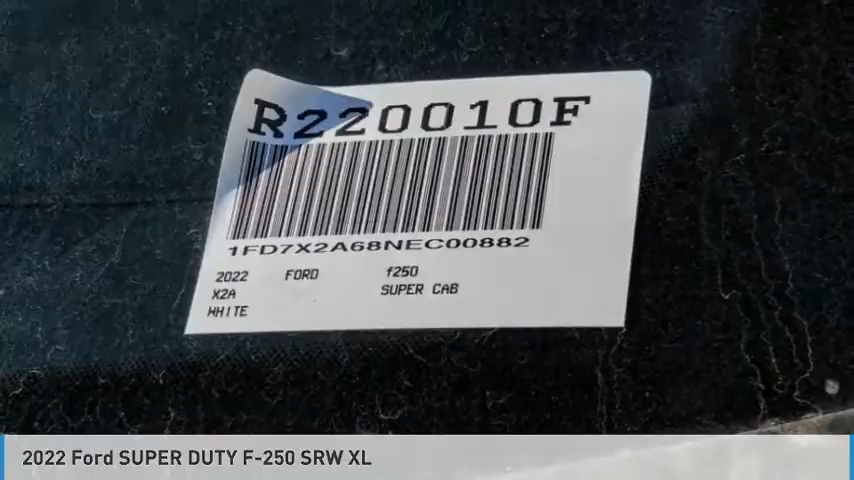 R220010F
1FD7X2A68NEC00882
2022 FORD f250
X2A SUPER CAB
WHITE
2022 Ford SUPER DUTY F-250 SRW XL